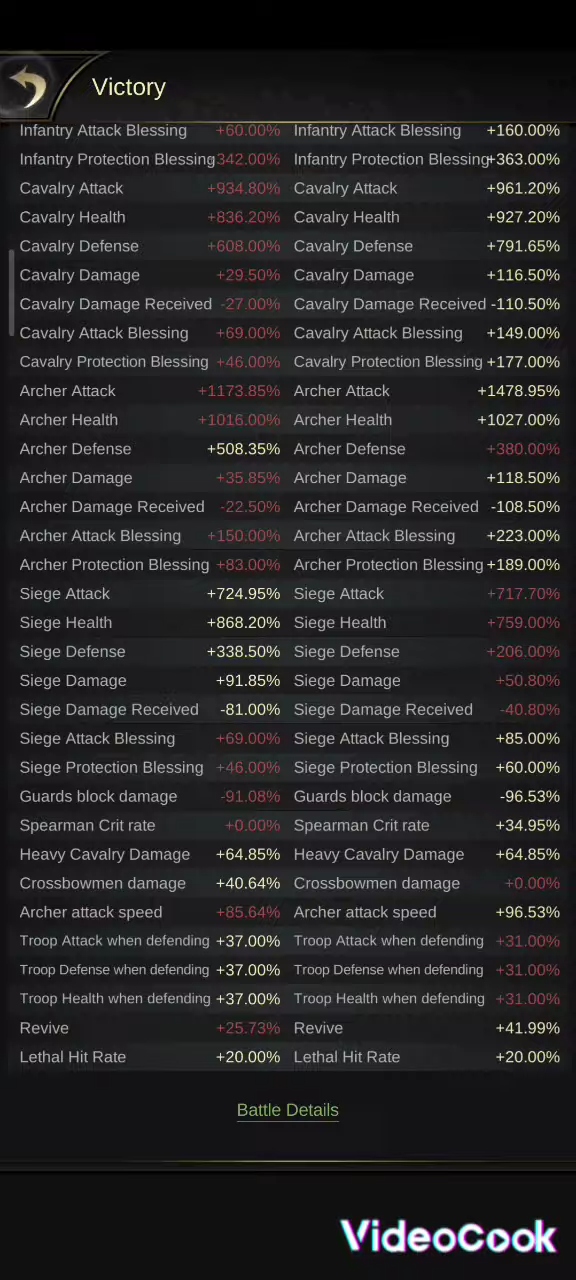 Victory
Infantry Attack Blessing +60.00% Infantry Attack Blessing +160.00%
Infantry Protection Blessing 342.00% Infantry Protection Blessing +363.00%
Cavalry Attack +934.80% Cavalry Attack +961.20%
Cavalry Health +836.20% Cavalry Health +927.20%
Cavalry Defense +608.00% Cavalry Defense +791.65%
Cavalry Damage +29.50% Cavalry Damage +116.50%
Cavalry Damage Received -27.00% Cavalry Damage Received -110.50%
Cavalry Attack Blessing +69.00% Cavalry Attack Blessing +149.00%
Cavalry Protection Blessing +46.00% Cavalry Protection Blessing +177.00%
Archer Attack +1173.85% Archer Attack +1478.95%
Archer Health +1016.00% Archer Health +1027.00%
Archer Defense +508.35% Archer Defense +380.00%
Archer Damage +35.85% Archer Damage +118.50%
Archer Damage Received -22.50% Archer Damage Received -108.50%
Archer Attack Blessing +150.00% Archer Attack Blessing +223.00%
Archer Protection Blessing +83.00% Archer Protection Blessing +189.00%
Siege Attack +724.95% Siege Attack +717.70%
Siege Health +868.20% Siege Health +759.00%
Siege Defense +338.50% Siege Defense +206.00%
Siege Damage +91.85% Siege Damage +50.80%
Siege Damage Received -81.00% Siege Damage Received -40.80%
Siege Attack Blessing +69.00% Siege Attack Blessing +85.00%
Siege Protection Blessing +46.00% Siege Protection Blessing +60.00%
Guards block damage -91.08% Guards block damage -96.53%
Spearman Crit rate +0.00% Spearman Crit rate +34.95%
Heavy Cavalry Damage +64.85% Heavy Cavalry Damage +64.85%
Crossbowmen damage +40.64% Crossbowmen damage +0.00%
Archer attack speed +85.64% Archer attack speed +96.53%
Troop Attack when defending +37.00% Troop Attack when defending +31.00%
Troop Defense when defending +37.00% Troop Defense when defending +31.00%
Troop Health when defending +37.00% Troop Health when defending +31.00%
Revive +25.73% Revive +41.99%
Lethal Hit Rate +20.00% Lethal Hit Rate +20.00%
Battle Details
VideoCook